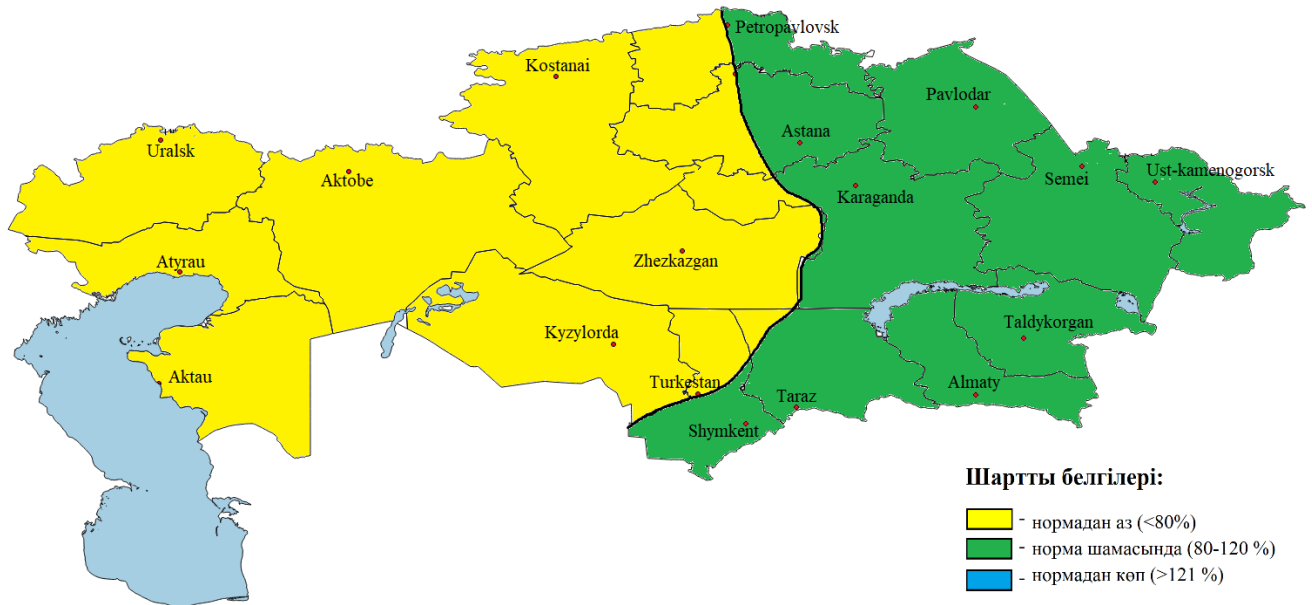 Petropavlovsk
Kostanai
Pavlodar
Astana
Uralsk
Aktobe
Semei
Ust-kamenogorsk
Karaganda
Atyrau
Zhezkazgan
Kyzylorda
Taldykorgan
Aktau
Turkestan
Taraz
Almaty
Shymkent
Шартты белгілері:
- нормадан аз (<80%)
- норма шамасында (80-120 %)
- нормадан көп (>121 %)